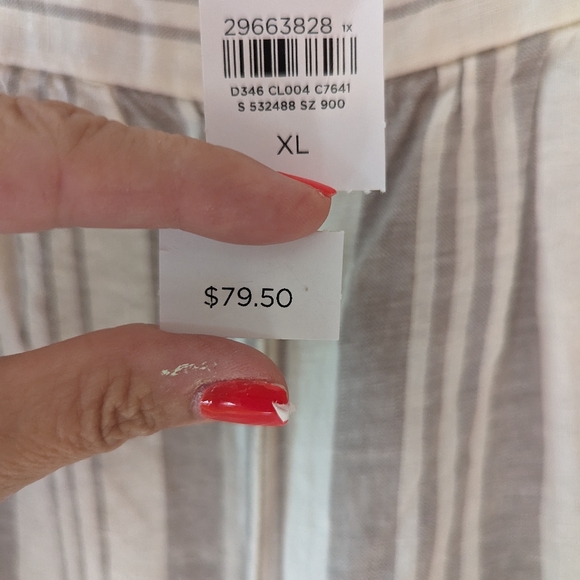 29663828 1X
D346 CL004 C7641
S 532488 SZ 900
XL
$79.50